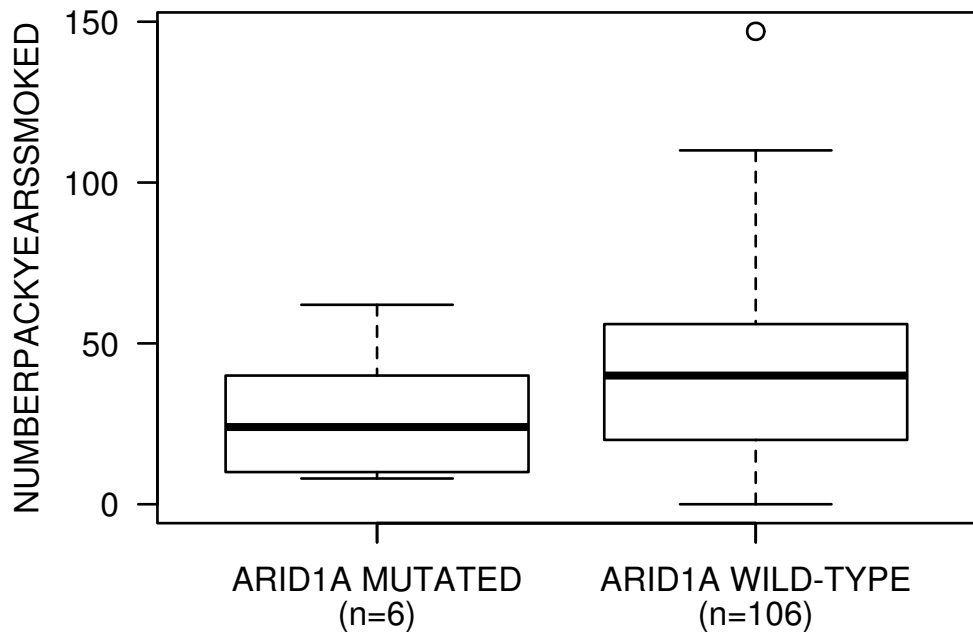 NUMBERPACKYEARSSMOKED
150
100
50
0
ARID1A MUTATED
(n=6)
ARID1A WILD-TYPE
(n=106)